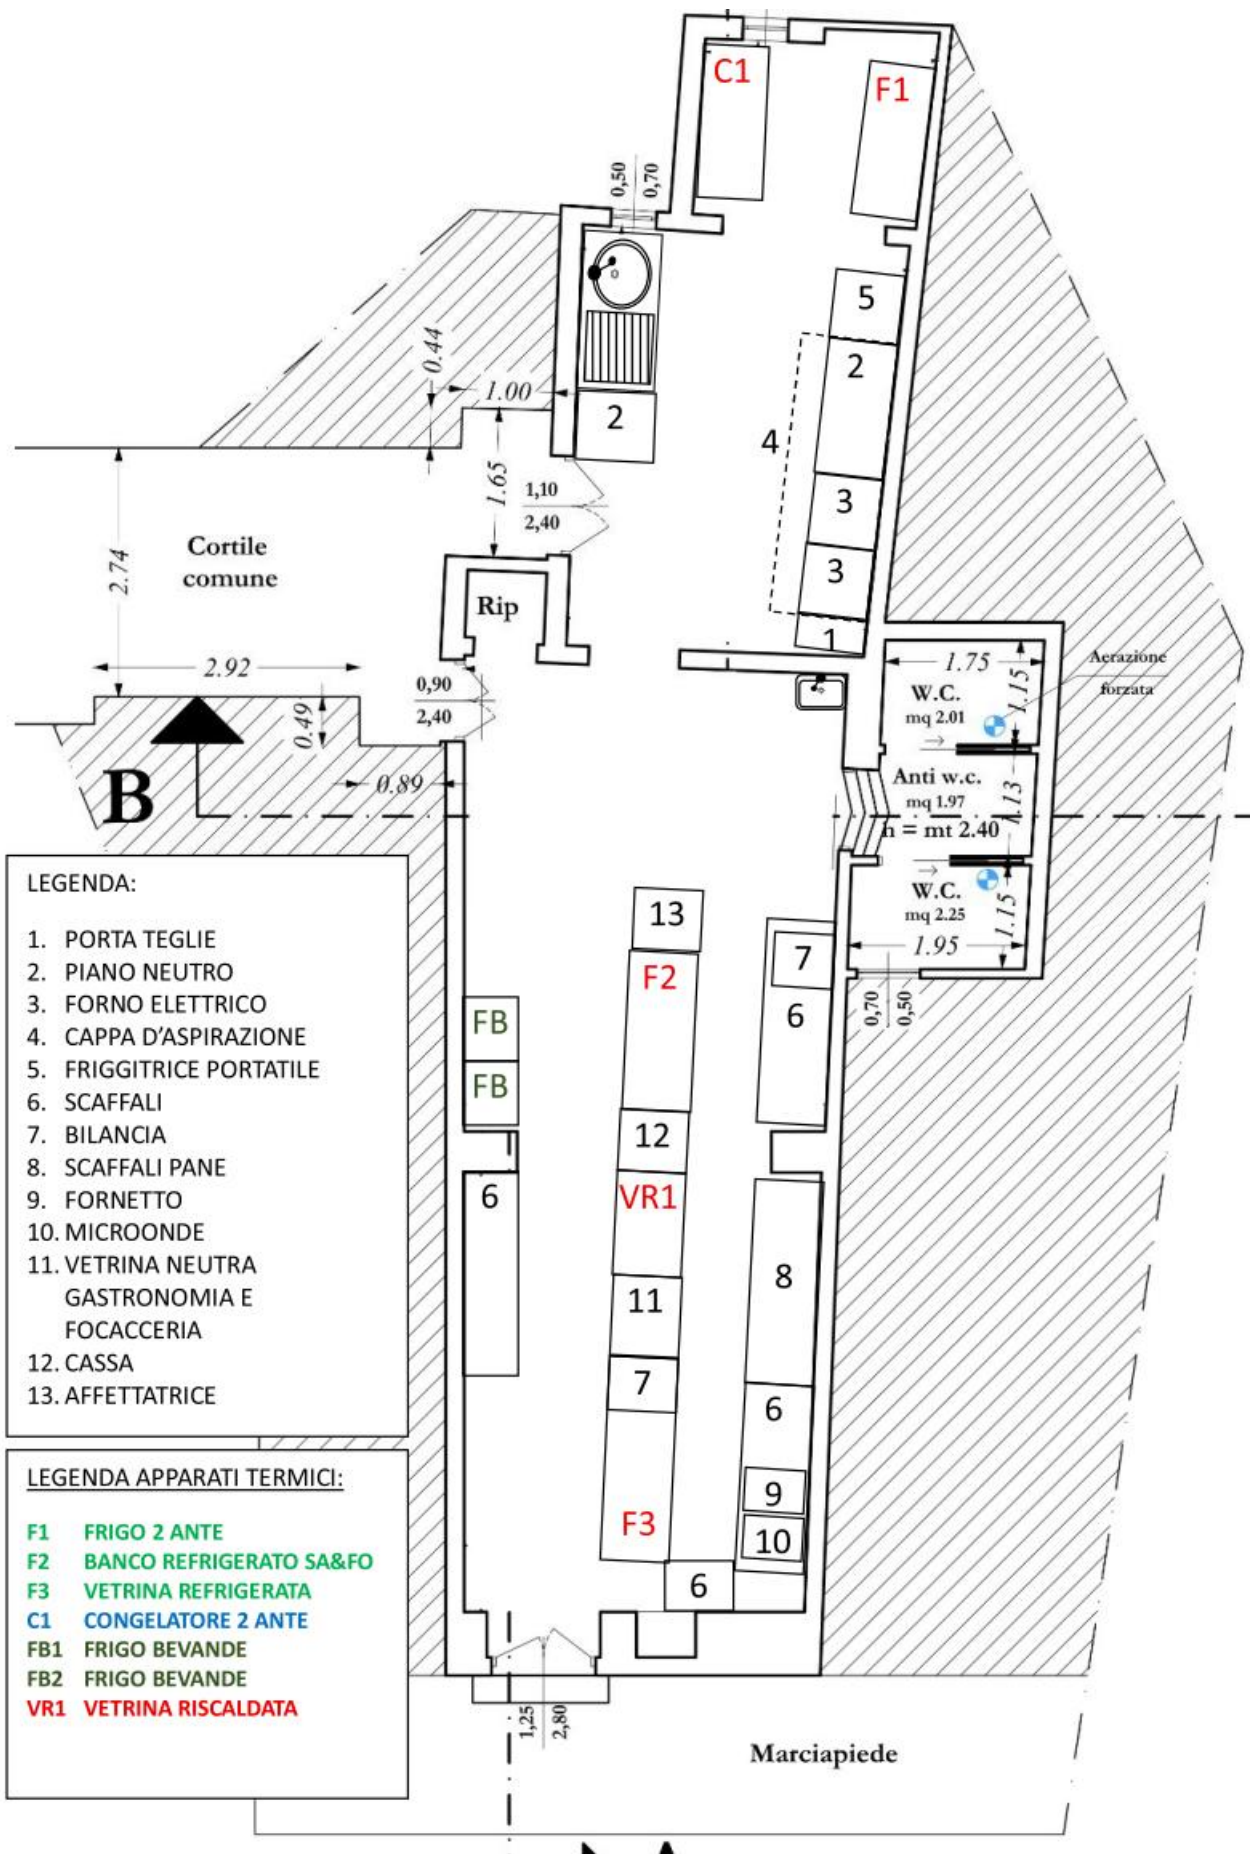 C1
F1
0,50
0,70
5
2
0.44
1.00
2
4
1.65
1,10
2,40
3
2.74
Cortile
comune
3
Rip
1
2.92
0,90
2,40
0.49
0.89
B
1.75
Aerazione
forzata
W.C.
mq 2.01
1.15
Anti w.c.
mq 1.97
1.13
h = mt 2.40
W.C.
mq 2.25
1.15
1.95
0,70
0,50
13
F2
7
6
FB
FB
12
VR1
6
11
8
7
6
9
F3
10
6
1,25
2,80
Marciapiede
LEGENDA:
1. PORTA TEGLIE
2. PIANO NEUTRO
3. FORNO ELETTRICO
4. CAPPA D'ASPIRAZIONE
5. FRIGGITRICE PORTATILE
6. SCAFFALI
7. BILANCIA
8. SCAFFALI PANE
9. FORNETTO
10. MICROONDE
11. VETRINA NEUTRA
GASTRONOMIA E
FOCACCERIA
12. CASSA
13. AFFETTATRICE
LEGENDA APPARATI TERMICI:
F1 FRIGO 2 ANTE
F2 BANCO REFRIGERATO SA&FO
F3 VETRINA REFRIGERATA
C1 CONGELATORE 2 ANTE
FB1 FRIGO BEVANDE
FB2 FRIGO BEVANDE
VR1 VETRINA RISCALDATA